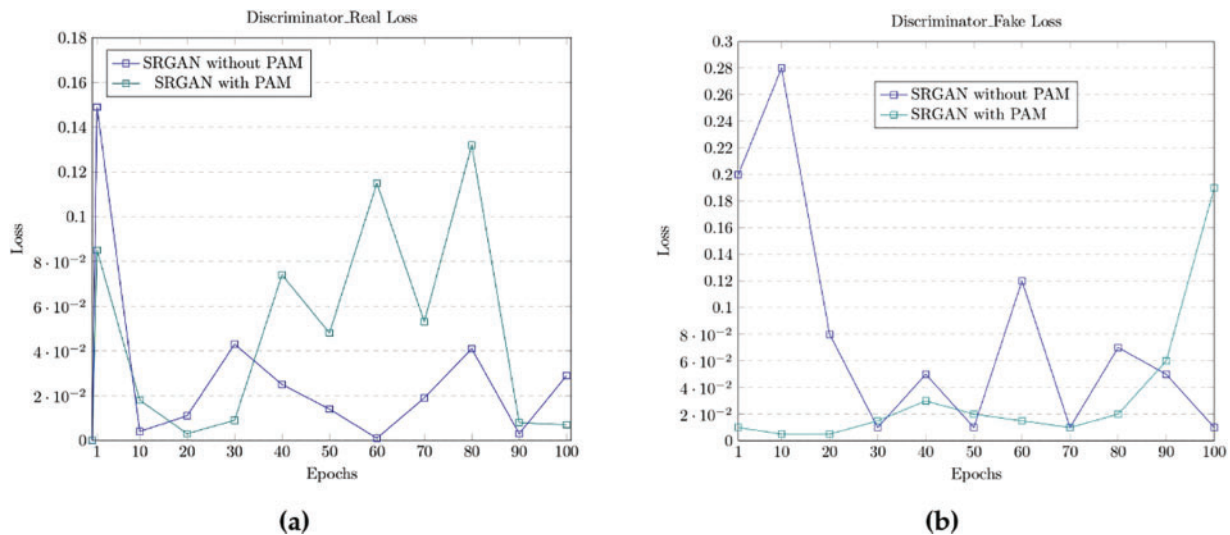 Discriminator_Real Loss
0.18
0.16
0.14
0.12
0.1
8 · 10⁻²
6 · 10⁻²
4 · 10⁻²
2 · 10⁻²
0
Loss
SRGAN without PAM
SRGAN with PAM
1 10 20 30 40 50 60 70 80 90 100
Epochs
(a)
Discriminator_Fake Loss
0.3
0.28
0.26
0.24
0.22
0.2
0.18
0.16
0.14
0.12
0.1
8 · 10⁻²
6 · 10⁻²
4 · 10⁻²
2 · 10⁻²
0
Loss
SRGAN without PAM
SRGAN with PAM
1 10 20 30 40 50 60 70 80 90 100
Epochs
(b)